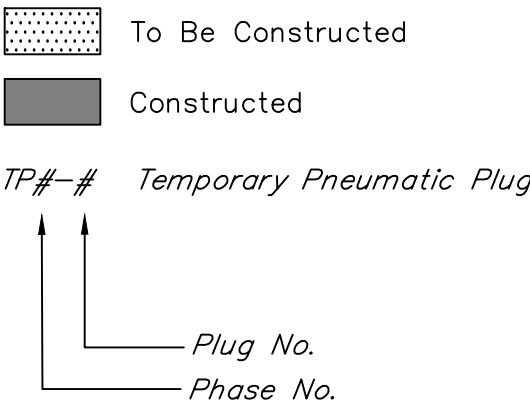 To Be Constructed
Constructed
TP#-# Temporary Pneumatic Plug
Plug No.
Phase No.